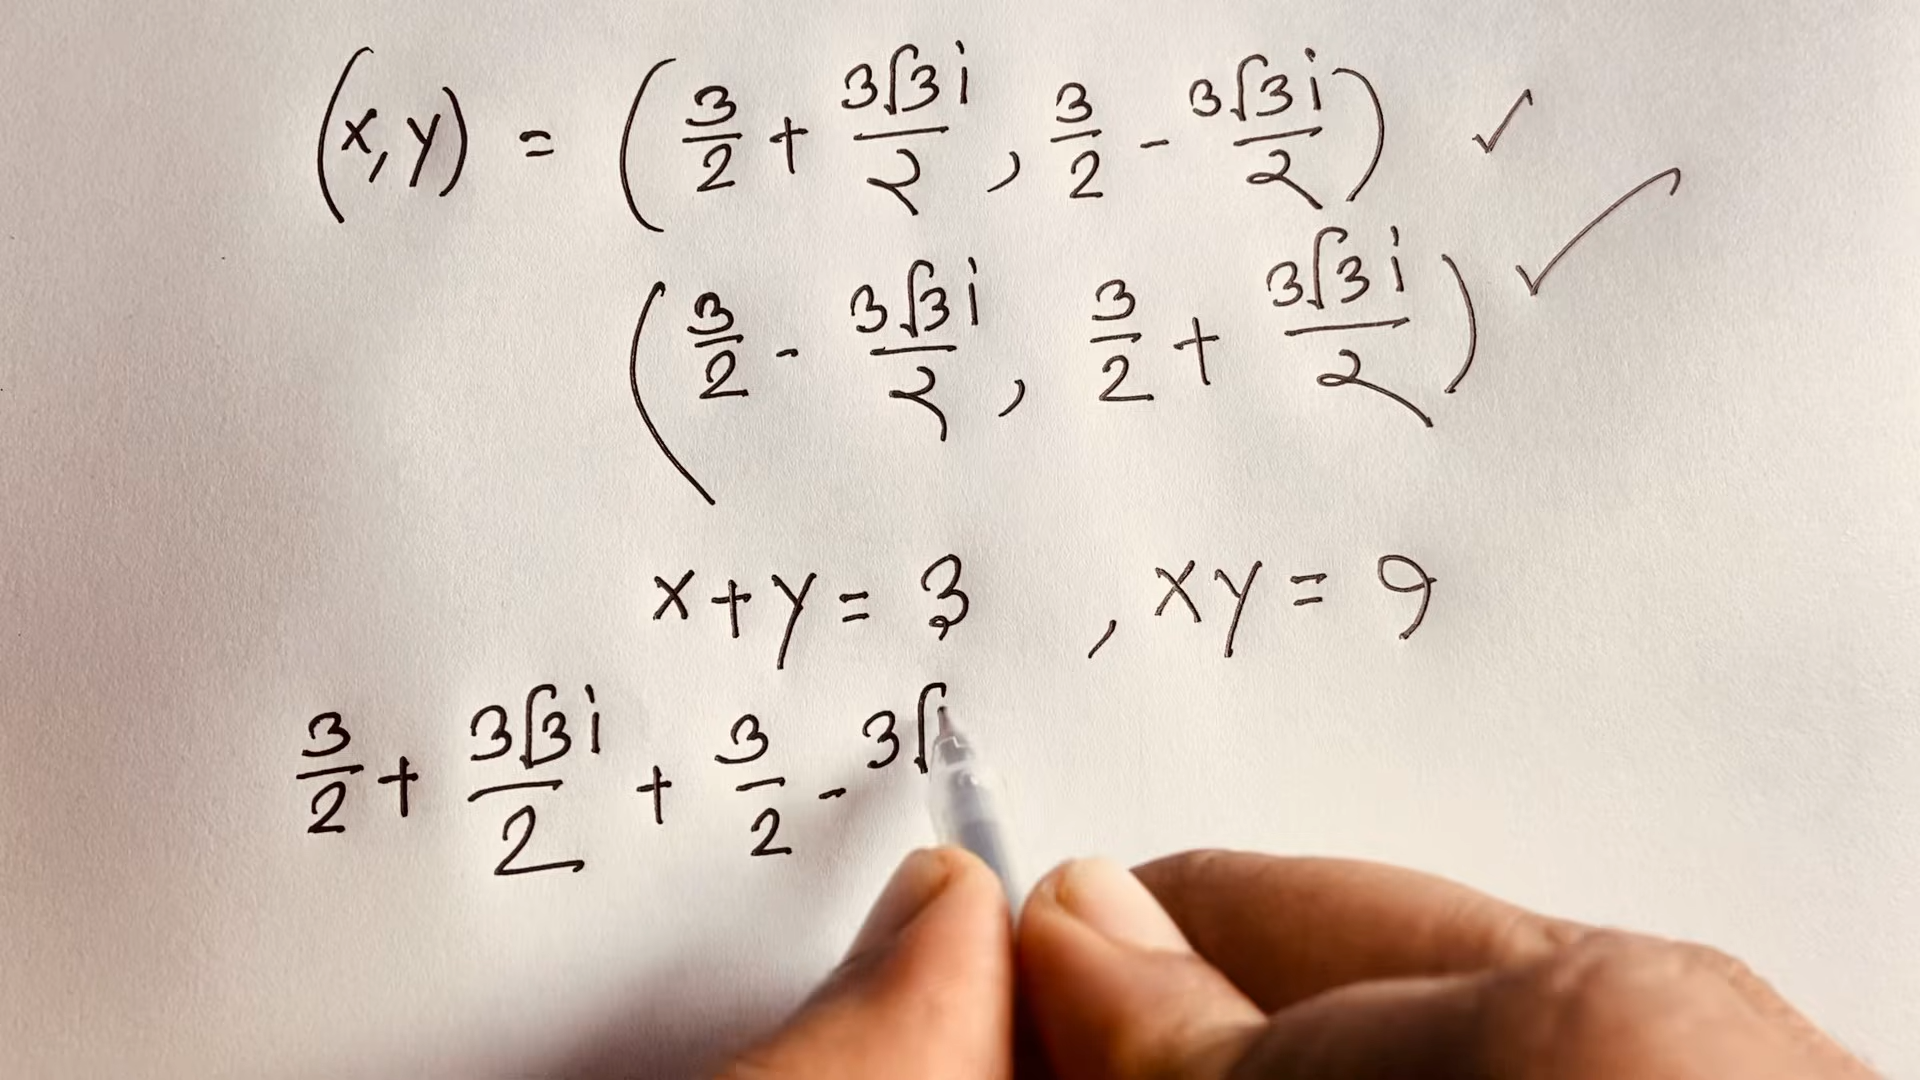 (x,y) = (3/2 + 3√3i/2, 3/2 - 3√3i/2) ✓
(3/2 - 3√3i/2, 3/2 + 3√3i/2) ✓
x+y = 3 , xy = 9
3/2 + 3√3i/2 + 3/2 - 3√